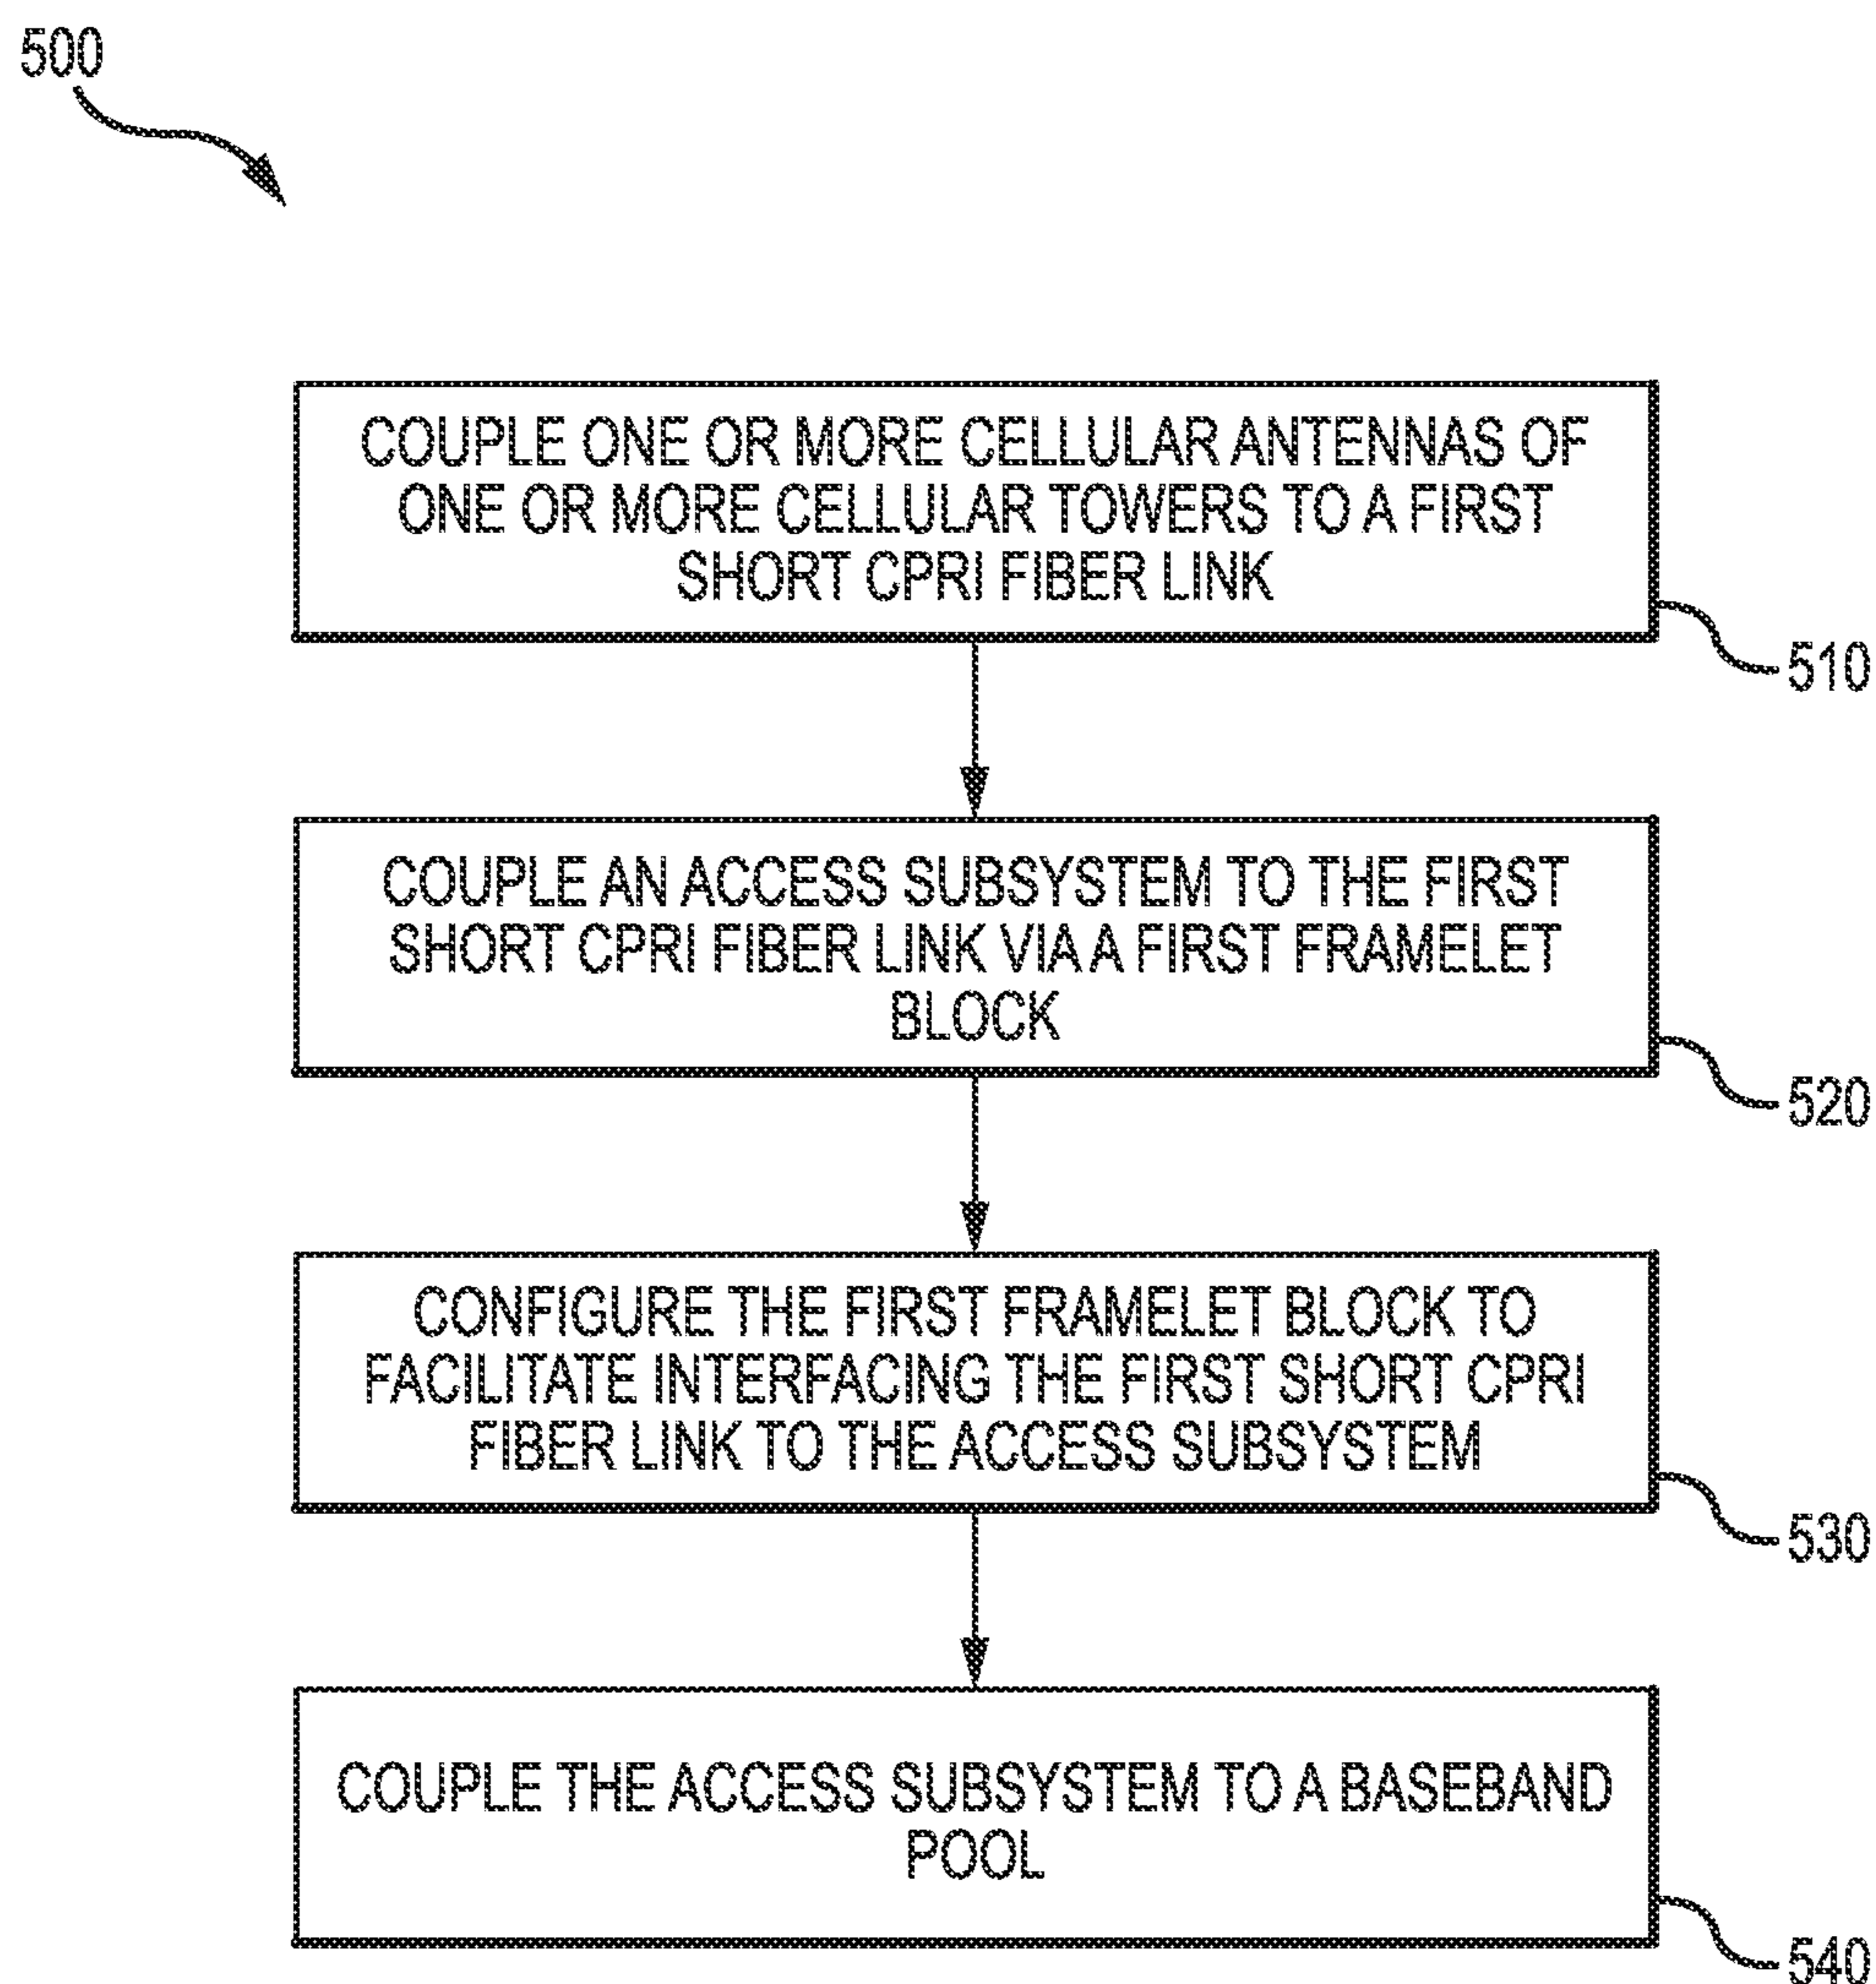 500
COUPLE ONE OR MORE CELLULAR ANTENNAS OF
ONE OR MORE CELLULAR TOWERS TO A FIRST
SHORT CPRI FIBER LINK
510
COUPLE AN ACCESS SUBSYSTEM TO THE FIRST
SHORT CPRI FIBER LINK VIA A FIRST FRAMELET
BLOCK
520
CONFIGURE THE FIRST FRAMELET BLOCK TO
FACILITATE INTERFACING THE FIRST SHORT CPRI
FIBER LINK TO THE ACCESS SUBSYSTEM
530
COUPLE THE ACCESS SUBSYSTEM TO A BASEBAND
POOL
540